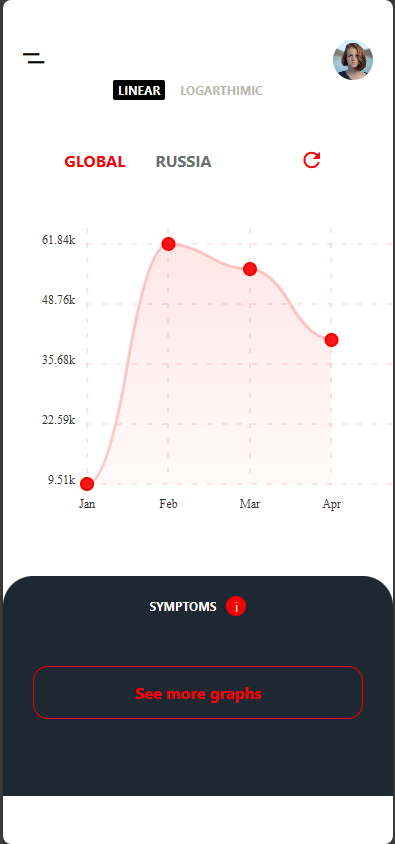 LINEAR LOGARTHIMIC
GLOBAL RUSSIA
61.84k
48.76k
35.68k
22.59k
9.51k
Jan Feb Mar Apr
SYMPTOMS i
See more graphs